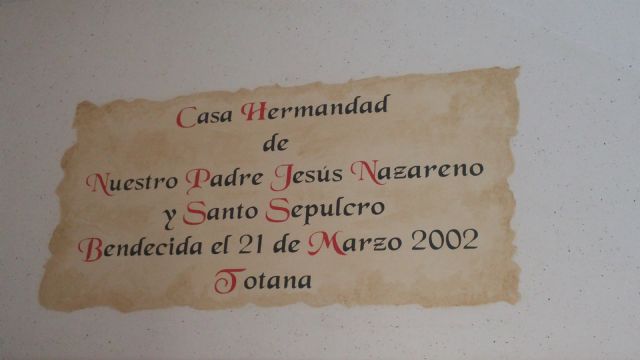 Casa Hermandad
de
Nuestro Padre Jesús Nazareno
y Santo Sepulcro
Bendecida el 21 de Marzo 2002
Totana